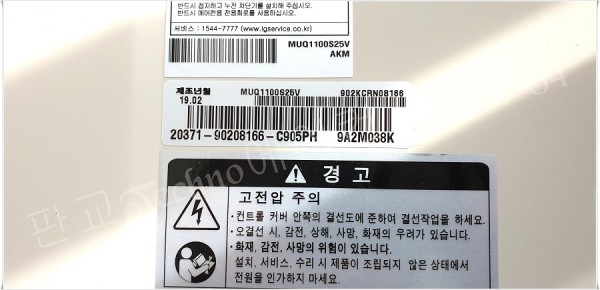 반드시 접지하고 누전 차단기를 설치해 주십시오.
반드시 에어컨용 전용회로를 사용하십시오.
서비스 : 1544-7777 (www.lgservice.co.kr)
MUQ1100S25V
AKM
제조년월 MUQ1100S25V 902KCRN08166
19.02
20371-90208166-C905PH 9A2M038K
경고
고전압 주의
·컨트롤 커버 안쪽의 결선도에 준하여 결선작업을 하세요.
·오결선 시, 감전, 상해, 사망, 화재의 우려가 있습니다.
·화재, 감전, 사망의 위험이 있습니다.
설치, 서비스, 수리 시 제품이 조립되지 않은 상태에서
전원을 인가하지 마세요.
판교 Techno